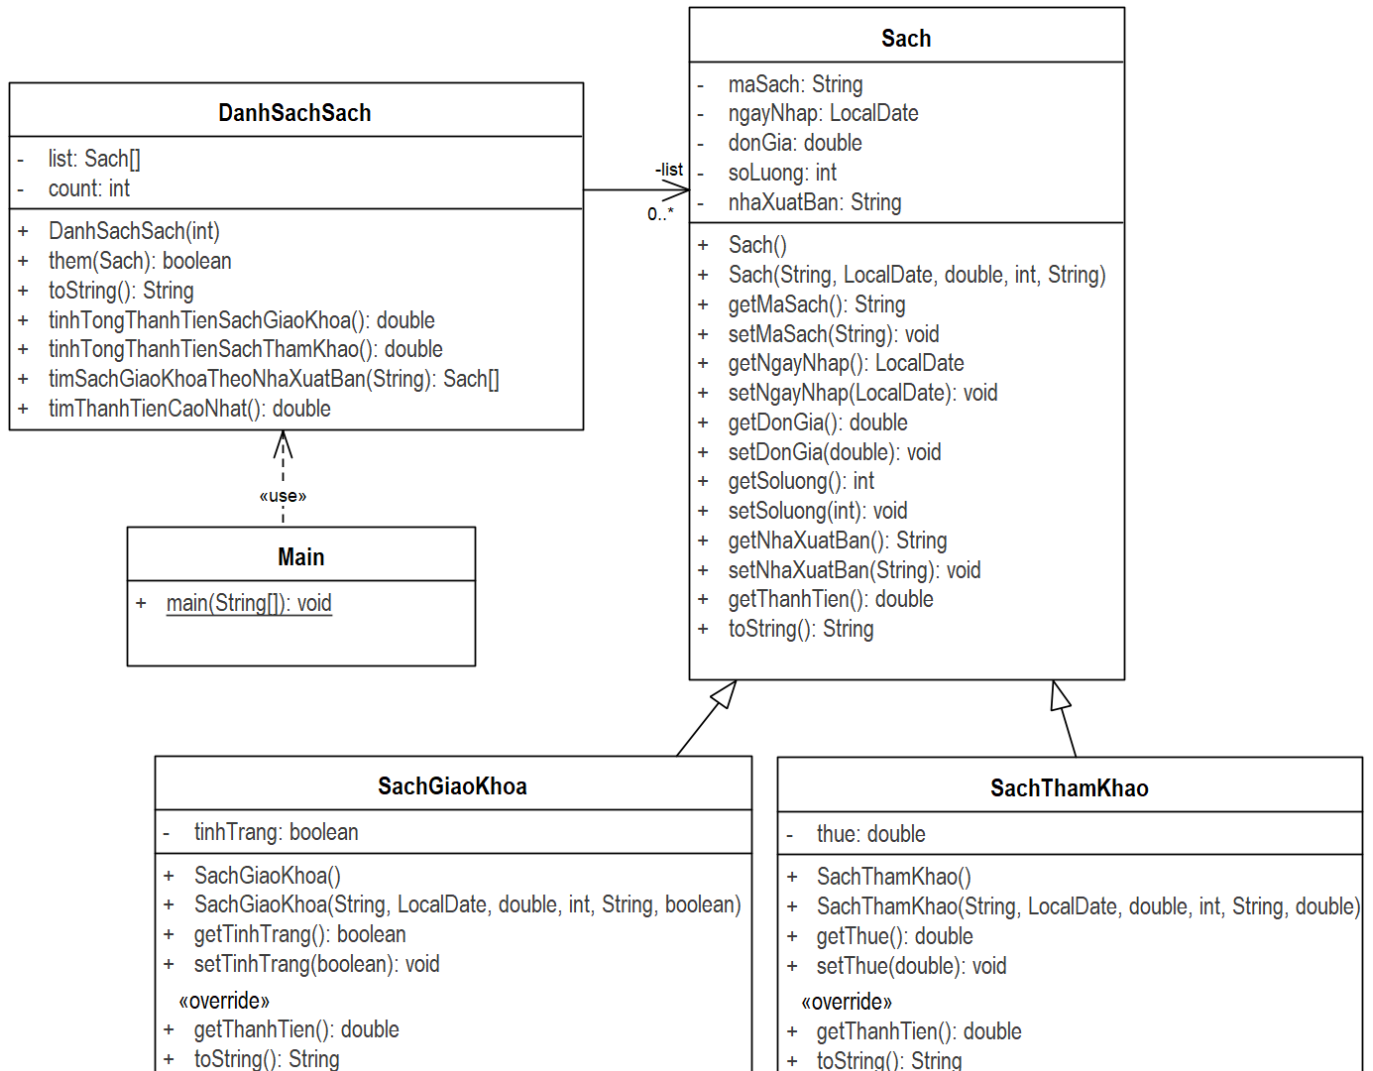 DanhSachSach
- list: Sach[]
- count: int
+ DanhSachSach(int)
+ them(Sach): boolean
+ toString(): String
+ tinhTongThanhTienSachGiaoKhoa(): double
+ tinhTongThanhTienSachThamKhao(): double
+ timSachGiaoKhoaTheoNhaXuatBan(String): Sach[]
+ timThanhTienCaoNhat(): double
-list
0..*
Sach
- maSach: String
- ngayNhap: LocalDate
- donGia: double
- soLuong: int
- nhaXuatBan: String
+ Sach()
+ Sach(String, LocalDate, double, int, String)
+ getMaSach(): String
+ setMaSach(String): void
+ getNgayNhap(): LocalDate
+ setNgayNhap(LocalDate): void
+ getDonGia(): double
+ setDonGia(double): void
+ getSoluong(): int
+ setSoluong(int): void
+ getNhaXuatBan(): String
+ setNhaXuatBan(String): void
+ getThanhTien(): double
+ toString(): String
«use»
Main
+ main(String[]): void
SachGiaoKhoa
- tinhTrang: boolean
+ SachGiaoKhoa()
+ SachGiaoKhoa(String, LocalDate, double, int, String, boolean)
+ getTinhTrang(): boolean
+ setTinhTrang(boolean): void
«override»
+ getThanhTien(): double
+ toString(): String
SachThamKhao
- thue: double
+ SachThamKhao()
+ SachThamKhao(String, LocalDate, double, int, String, double)
+ getThue(): double
+ setThue(double): void
«override»
+ getThanhTien(): double
+ toString(): String